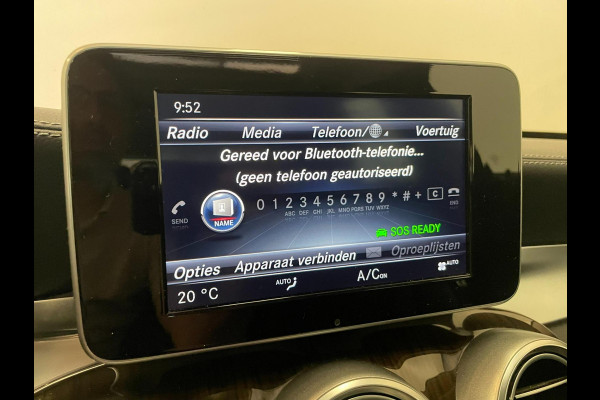 9:52
Radio Media Telefoon/ Voertuig
Gereed voor Bluetooth-telefonie...
(geen telefoon geautoriseerd)
0 1 2 3 4 5 6 7 8 9 * # + C
ABC DEF GHI JKL MNO PQR TUV WXYZ
SEND NAME END
SOS READY
Opties Apparaat verbinden Oproeplijsten
20 °C AUTO A/C ON AUTO